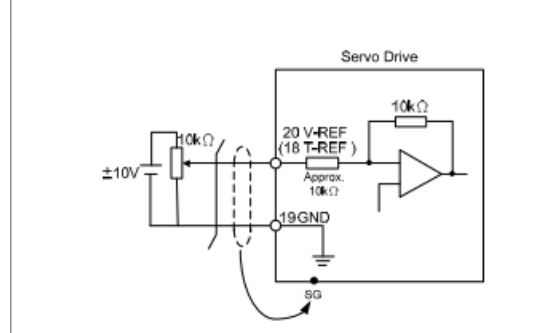 Servo Drive
10kΩ
10kΩ
20 V-REF
(18 T-REF )
±10V
Approx.
10kΩ
19GND
SG